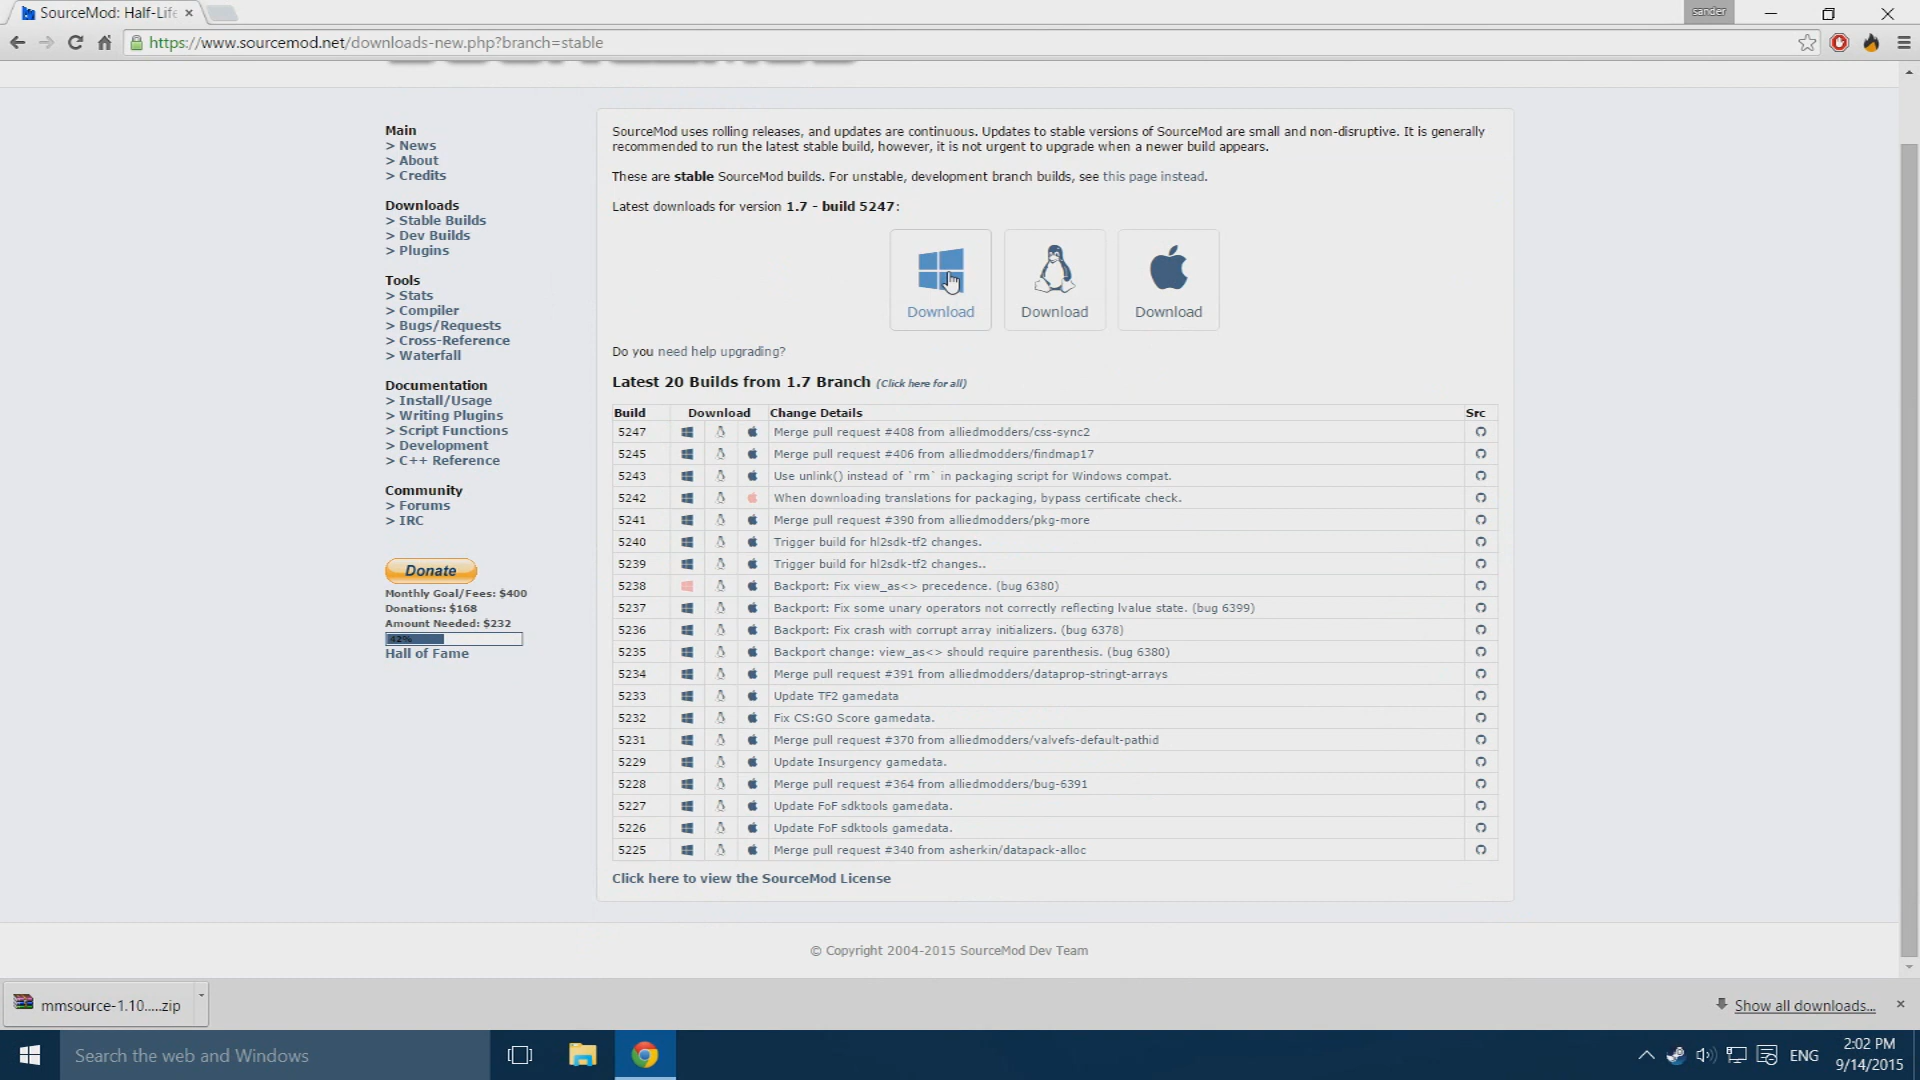 SourceMod: Half-Life
sander
https://www.sourcemod.net/downloads-new.php?branch=stable
Main
> News
> About
> Credits
Downloads
> Stable Builds
> Dev Builds
> Plugins
Tools
> Stats
> Compiler
> Bugs/Requests
> Cross-Reference
> Waterfall
Documentation
> Install/Usage
> Writing Plugins
> Script Functions
> Development
> C++ Reference
Community
> Forums
> IRC
Donate
Monthly Goal/Fees: $400
Donations: $168
Amount Needed: $232
42%
Hall of Fame
SourceMod uses rolling releases, and updates are continuous. Updates to stable versions of SourceMod are small and non-disruptive. It is generally
recommended to run the latest stable build, however, it is not urgent to upgrade when a newer build appears.
These are stable SourceMod builds. For unstable, development branch builds, see this page instead.
Latest downloads for version 1.7 - build 5247:
Download Download Download
Do you need help upgrading?
Latest 20 Builds from 1.7 Branch (Click here for all)
Build Download Change Details Src
5247 Merge pull request #408 from alliedmodders/css-sync2
5245 Merge pull request #406 from alliedmodders/findmap17
5243 Use unlink() instead of `rm` in packaging script for Windows compat.
5242 When downloading translations for packaging, bypass certificate check.
5241 Merge pull request #390 from alliedmodders/pkg-more
5240 Trigger build for hl2sdk-tf2 changes.
5239 Trigger build for hl2sdk-tf2 changes..
5238 Backport: Fix view_as<> precedence. (bug 6380)
5237 Backport: Fix some unary operators not correctly reflecting lvalue state. (bug 6399)
5236 Backport: Fix crash with corrupt array initializers. (bug 6378)
5235 Backport change: view_as<> should require parenthesis. (bug 6380)
5234 Merge pull request #391 from alliedmodders/dataprop-stringt-arrays
5233 Update TF2 gamedata
5232 Fix CS:GO Score gamedata.
5231 Merge pull request #370 from alliedmodders/valvefs-default-pathid
5229 Update Insurgency gamedata.
5228 Merge pull request #364 from alliedmodders/bug-6391
5227 Update FoF sdktools gamedata.
5226 Update FoF sdktools gamedata.
5225 Merge pull request #340 from asherkin/datapack-alloc
Click here to view the SourceMod License
© Copyright 2004-2015 SourceMod Dev Team
mmsource-1.10.....zip
Show all downloads...
Search the web and Windows
ENG
2:02 PM
9/14/2015